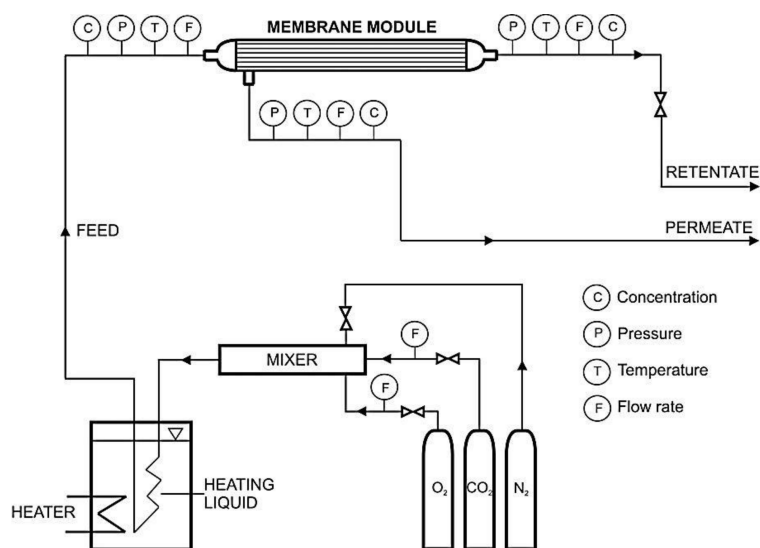 MEMBRANE MODULE
C P T F
P T F C
P T F C
RETENTATE
PERMEATE
FEED
C Concentration
P Pressure
T Temperature
F Flow rate
F
MIXER
F
HEATING
LIQUID
HEATER
O₂ CO₂ N₂